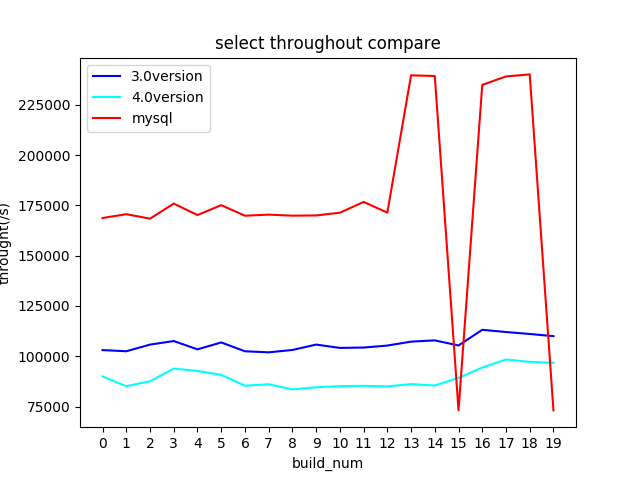 select throughout compare
3.0version
4.0version
mysql
225000
200000
175000
150000
125000
100000
75000
throught(/s)
0 1 2 3 4 5 6 7 8 9 10 11 12 13 14 15 16 17 18 19
build_num